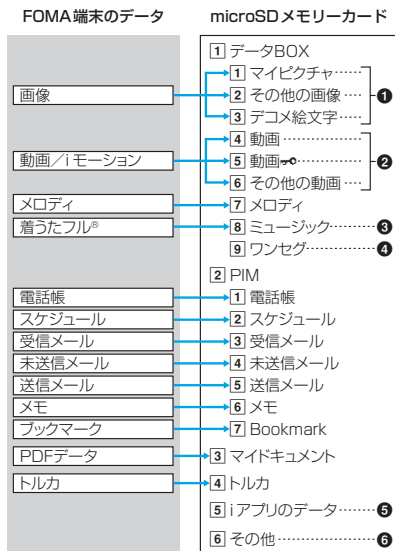 FOMA端末のデータ microSDメモリーカード
1 データBOX
1 マイピクチャ……
画像 2 その他の画像…… ❶
3 デコメ絵文字……
4 動画……………
動画／iモーション 5 動画 …………… ❷
6 その他の動画……
メロディ 7 メロディ
着うたフル® 8 ミュージック………❸
9 ワンセグ……………❹
2 PIM
電話帳 1 電話帳
スケジュール 2 スケジュール
受信メール 3 受信メール
未送信メール 4 未送信メール
送信メール 5 送信メール
メモ 6 メモ
ブックマーク 7 Bookmark
PDFデータ 3 マイドキュメント
トルカ 4 トルカ
5 iアプリのデータ………❺
6 その他………………❻